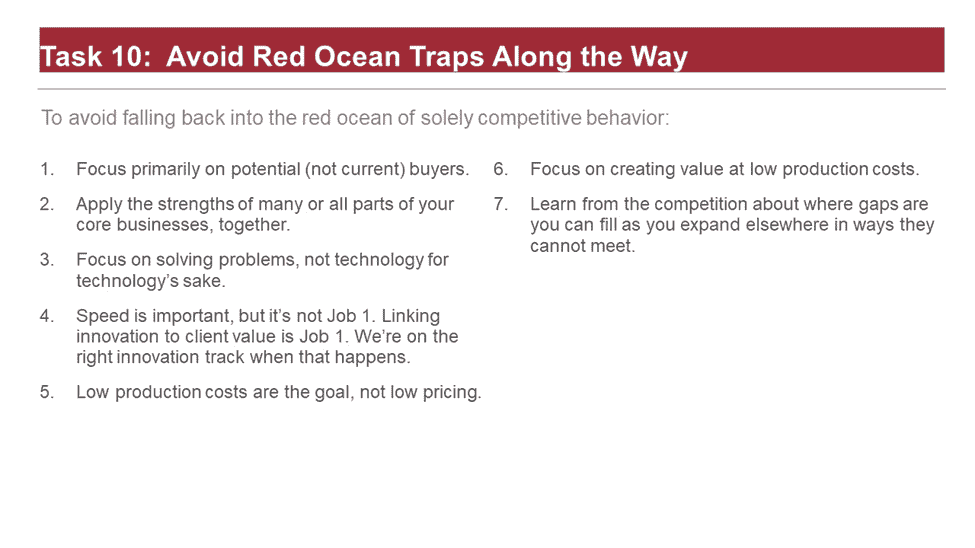 Task 10:  Avoid Red Ocean Traps Along the Way
To avoid falling back into the red ocean of solely competitive behavior:
1. Focus primarily on potential (not current) buyers.
2. Apply the strengths of many or all parts of your
core businesses, together.
3. Focus on solving problems, not technology for
technology’s sake.
4. Speed is important, but it’s not Job 1. Linking
innovation to client value is Job 1. We’re on the
right innovation track when that happens.
5. Low production costs are the goal, not low pricing.
6. Focus on creating value at low production costs.
7. Learn from the competition about where gaps are
you can fill as you expand elsewhere in ways they
cannot meet.